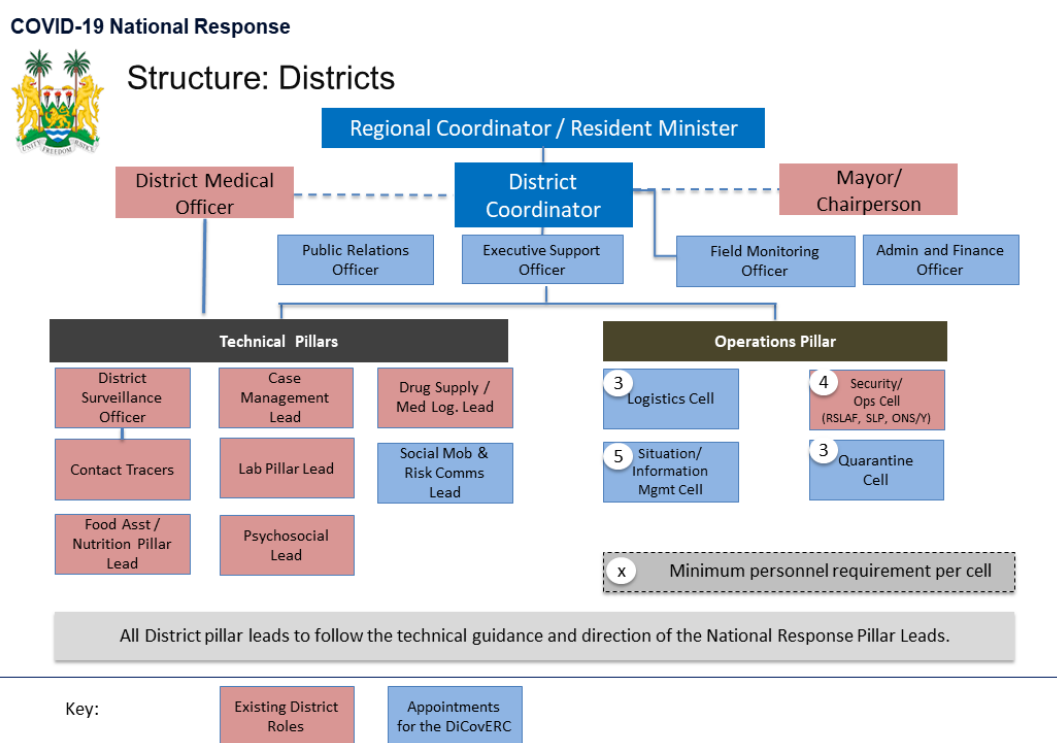 COVID-19 National Response
Structure: Districts
UNITY FREEDOM JUSTICE
Regional Coordinator / Resident Minister
District Medical
Officer
District
Coordinator
Mayor/
Chairperson
Public Relations
Officer
Executive Support
Officer
Field Monitoring
Officer
Admin and Finance
Officer
Technical Pillars
Operations Pillar
District
Surveillance
Officer
Case
Management
Lead
Drug Supply /
Med Log. Lead
Contact Tracers
Lab Pillar Lead
Social Mob &
Risk Comms
Lead
Food Asst /
Nutrition Pillar
Lead
Psychosocial
Lead
3
Logistics Cell
4
Security/
Ops Cell
(RSLAF, SLP, ONS/Y)
5
Situation/
Information
Mgmt Cell
3
Quarantine
Cell
x
Minimum personnel requirement per cell
All District pillar leads to follow the technical guidance and direction of the National Response Pillar Leads.
Key:
Existing District
Roles
Appointments
for the DiCovERC